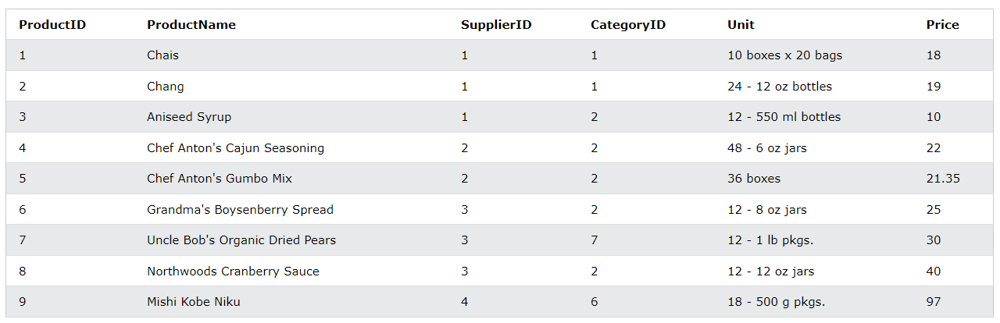 ProductID ProductName SupplierID CategoryID Unit Price
1 Chais 1 1 10 boxes x 20 bags 18
2 Chang 1 1 24 - 12 oz bottles 19
3 Aniseed Syrup 1 2 12 - 550 ml bottles 10
4 Chef Anton's Cajun Seasoning 2 2 48 - 6 oz jars 22
5 Chef Anton's Gumbo Mix 2 2 36 boxes 21.35
6 Grandma's Boysenberry Spread 3 2 12 - 8 oz jars 25
7 Uncle Bob's Organic Dried Pears 3 7 12 - 1 lb pkgs. 30
8 Northwoods Cranberry Sauce 3 2 12 - 12 oz jars 40
9 Mishi Kobe Niku 4 6 18 - 500 g pkgs. 97